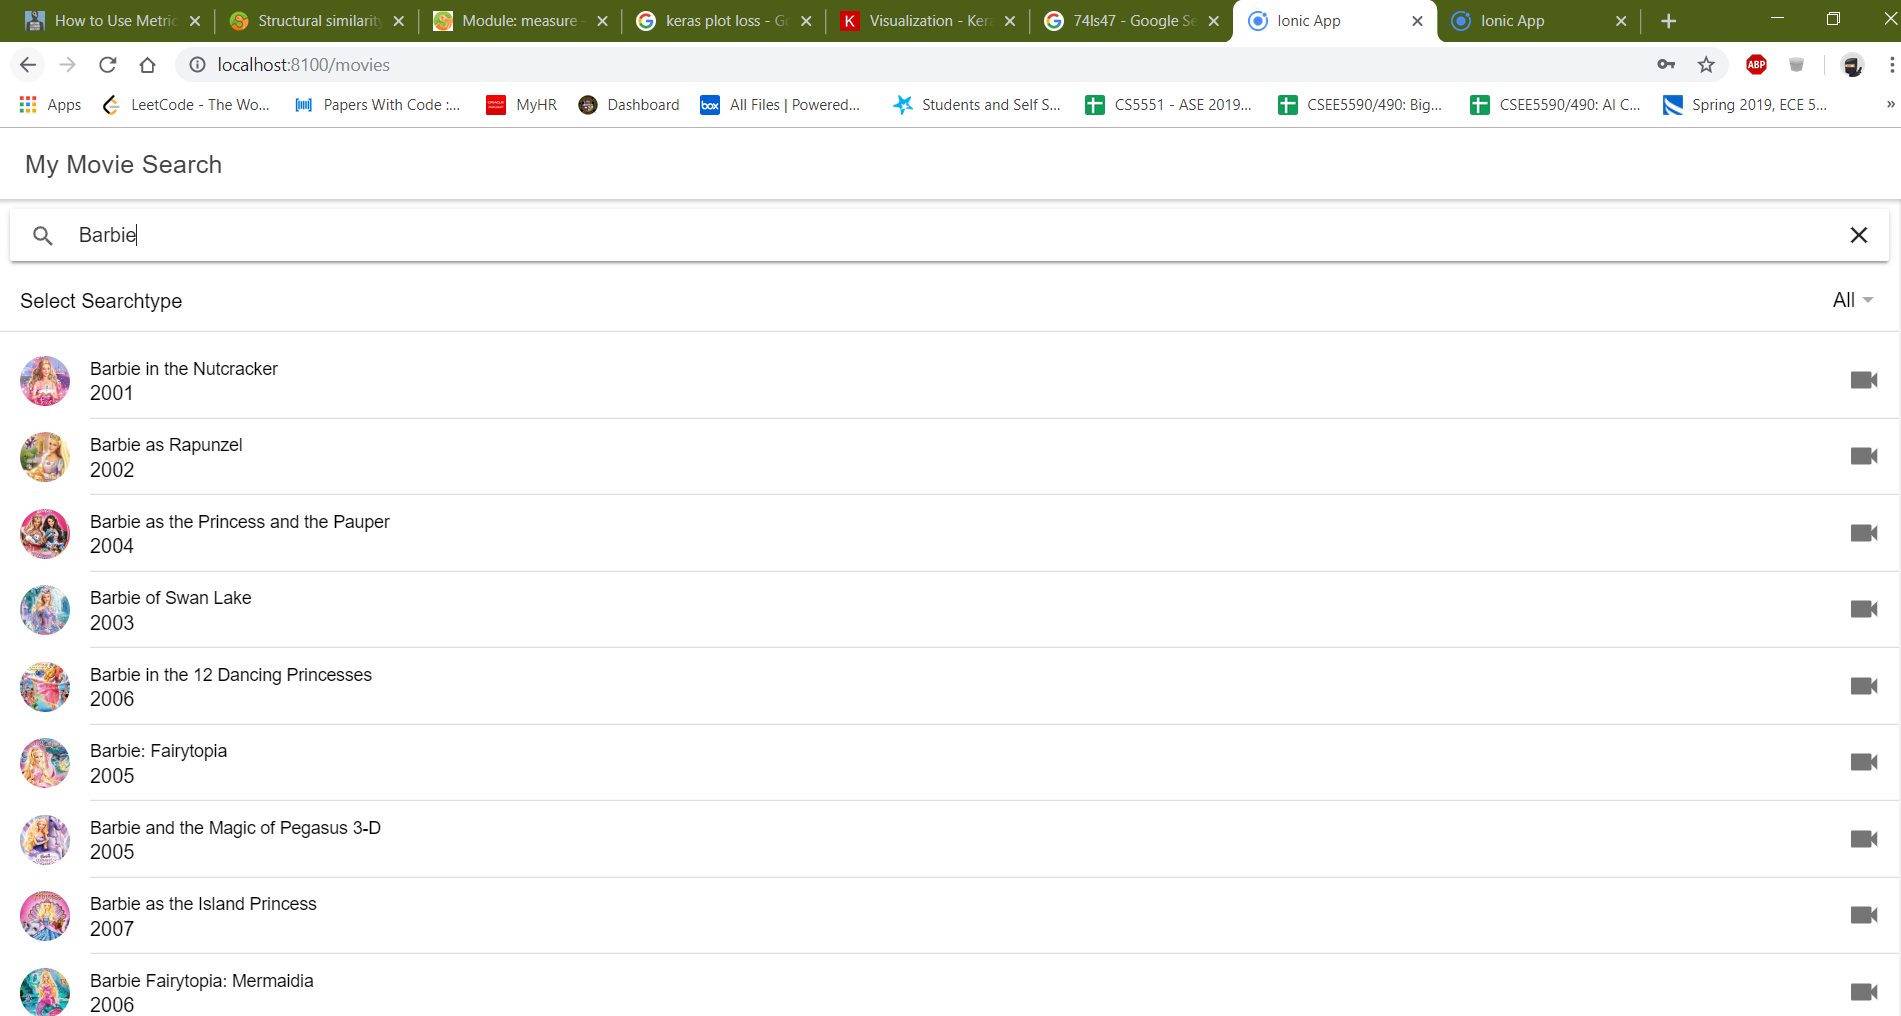 How to Use Metric
Structural similarity
Module: measure -
keras plot loss - Go
K
Visualization - Kera
74ls47 - Google Se
Ionic App
Ionic App
localhost:8100/movies
ABP
Apps
LeetCode - The Wo...
Papers With Code :...
MyHR
Dashboard
box
All Files | Powered...
Students and Self S...
CS5551 - ASE 2019...
CSEE5590/490: Big...
CSEE5590/490: AI C...
Spring 2019, ECE 5...
»
My Movie Search
Barbie
Select Searchtype
All
Barbie in the Nutcracker
2001
Barbie as Rapunzel
2002
Barbie as the Princess and the Pauper
2004
Barbie of Swan Lake
2003
Barbie in the 12 Dancing Princesses
2006
Barbie: Fairytopia
2005
Barbie and the Magic of Pegasus 3-D
2005
Barbie as the Island Princess
2007
Barbie Fairytopia: Mermaidia
2006